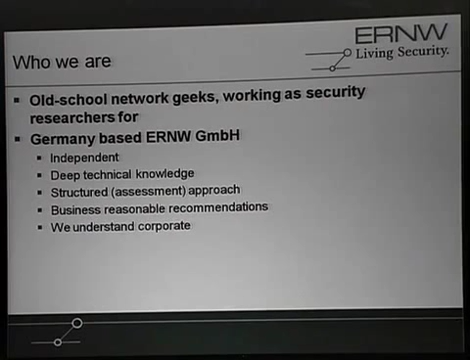 ERNW
Living Security.
Who we are
Old-school network geeks, working as security
researchers for
Germany based ERNW GmbH
Independent
Deep technical knowledge
Structured (assessment) approach
Business reasonable recommendations
We understand corporate